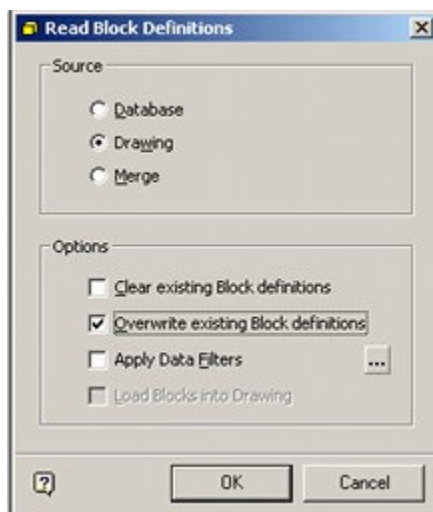 Read Block Definitions
Source
Database
Drawing
Merge
Options
Clear existing Block definitions
Overwrite existing Block definitions
Apply Data Filters
...
Load Blocks into Drawing
?
OK
Cancel